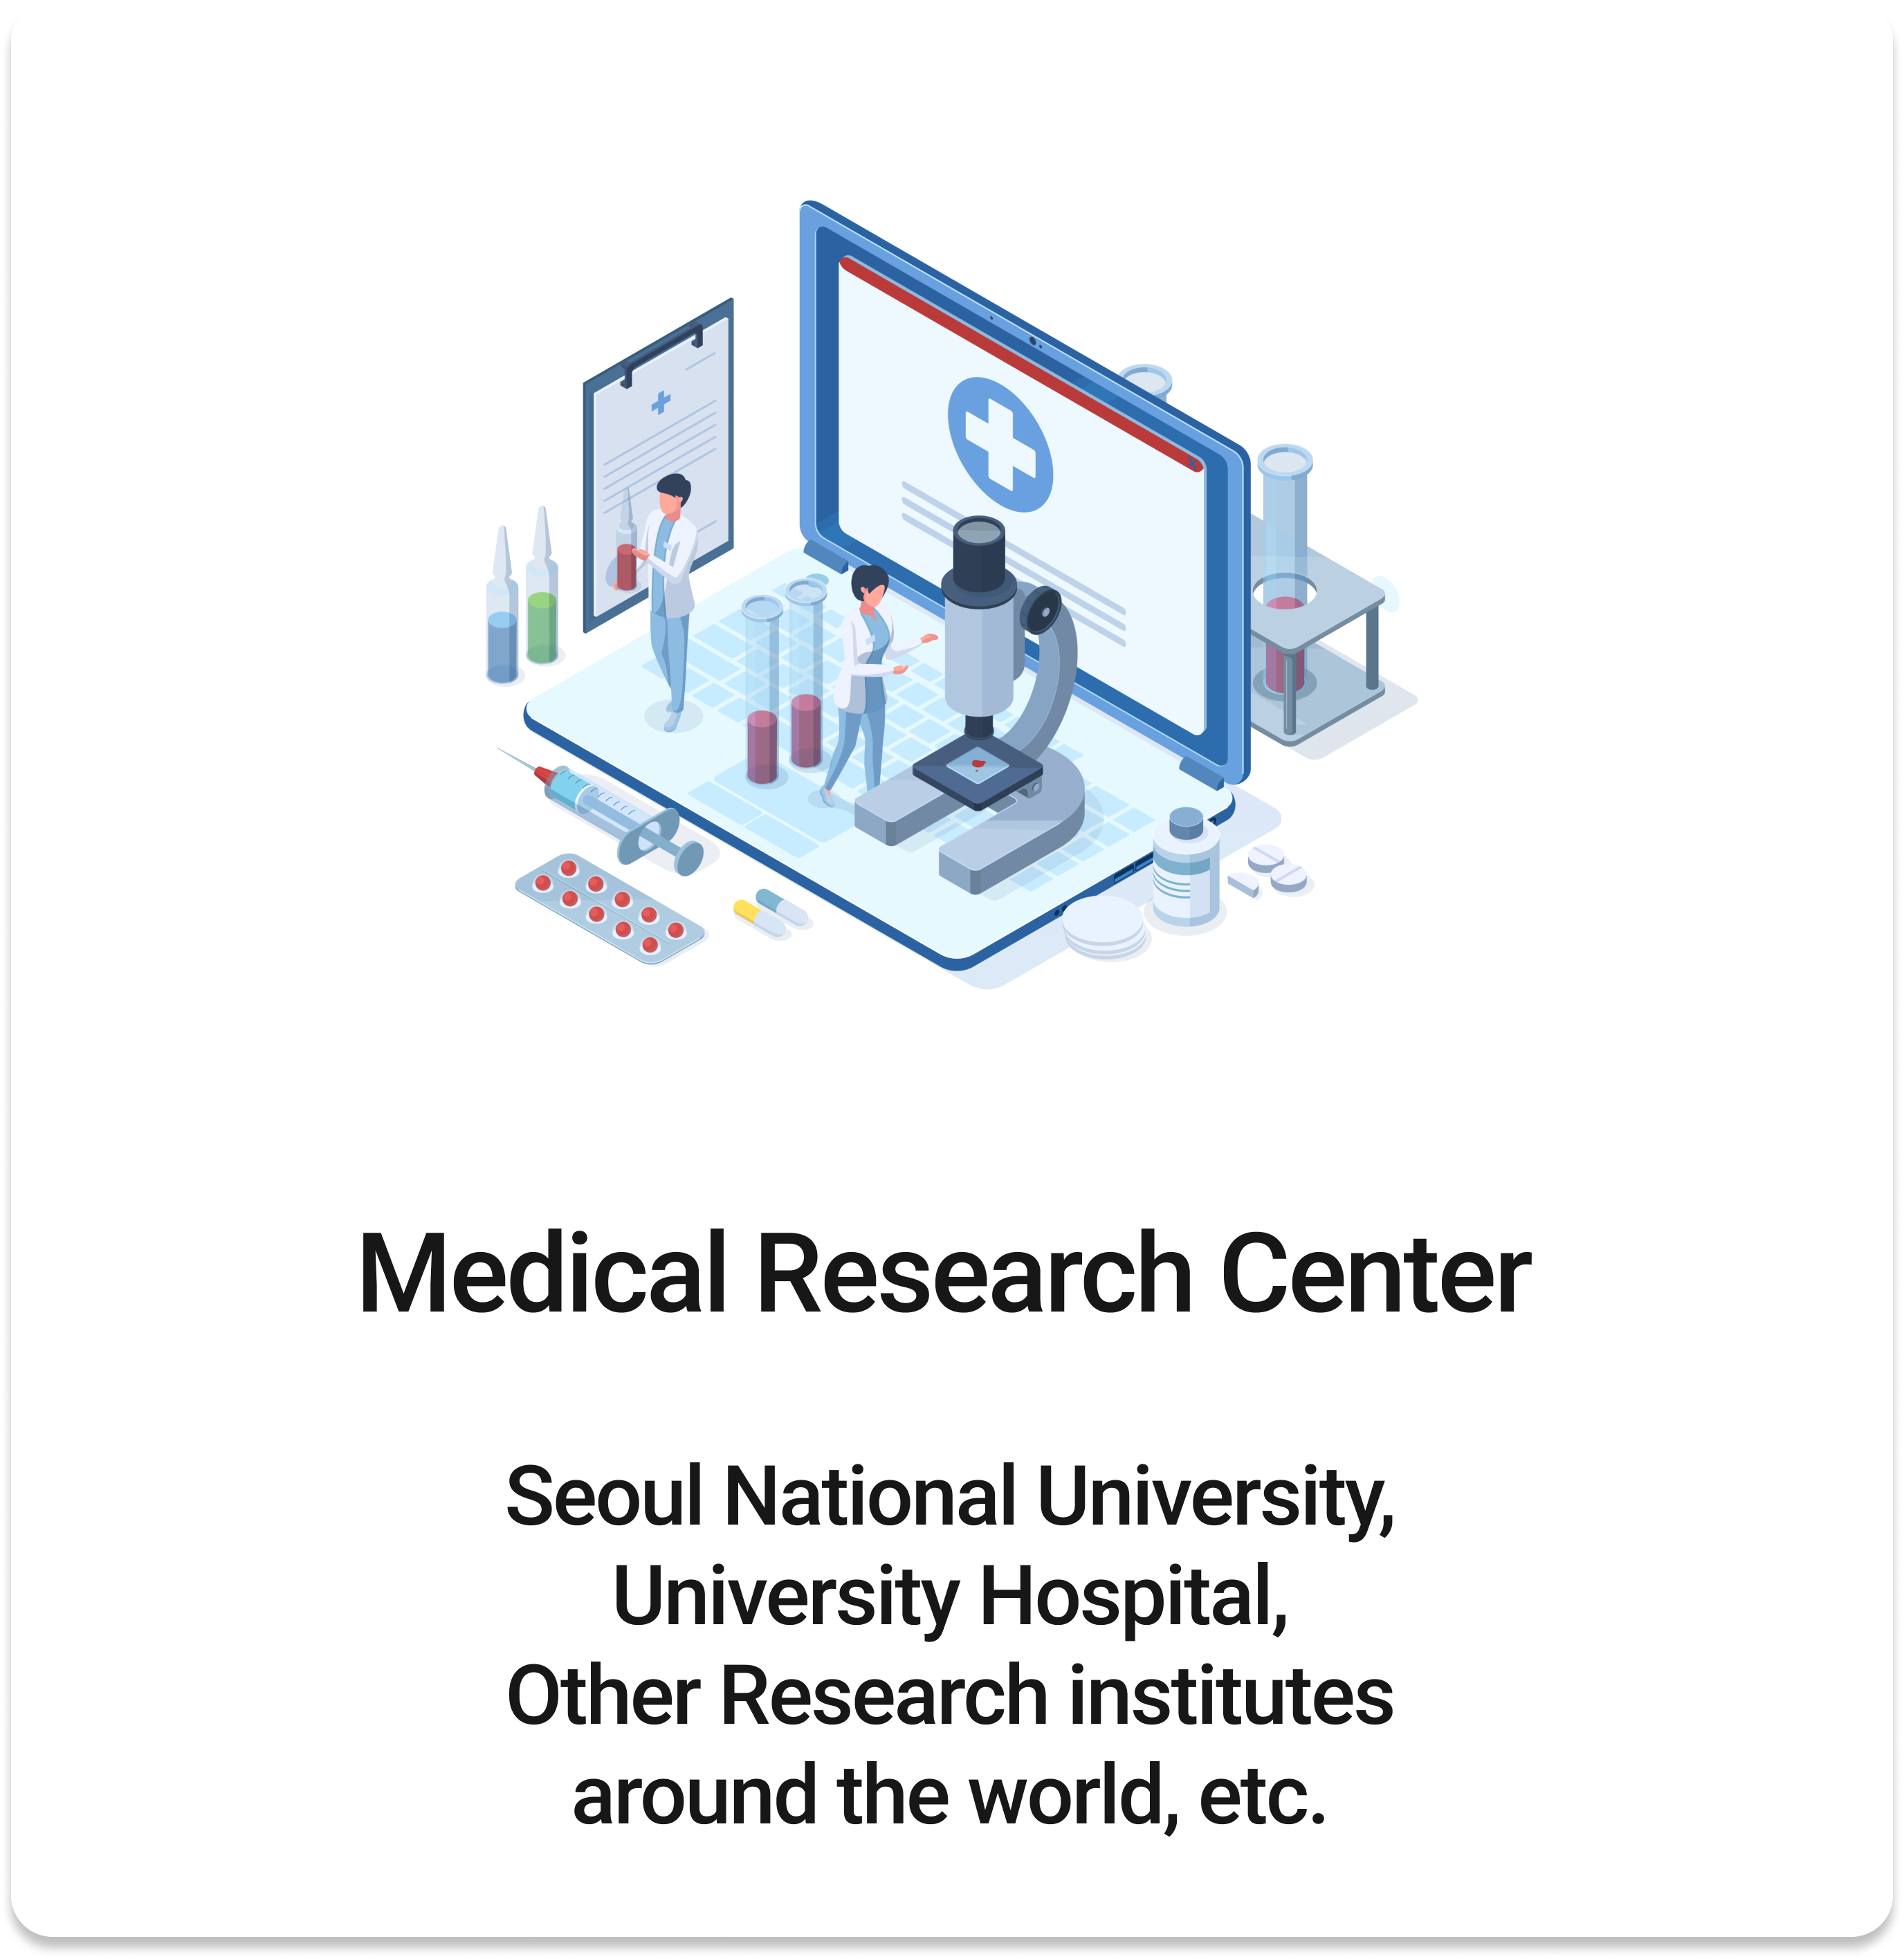 Medical Research Center
Seoul National University,
University Hospital,
Other Research institutes
around the world, etc.